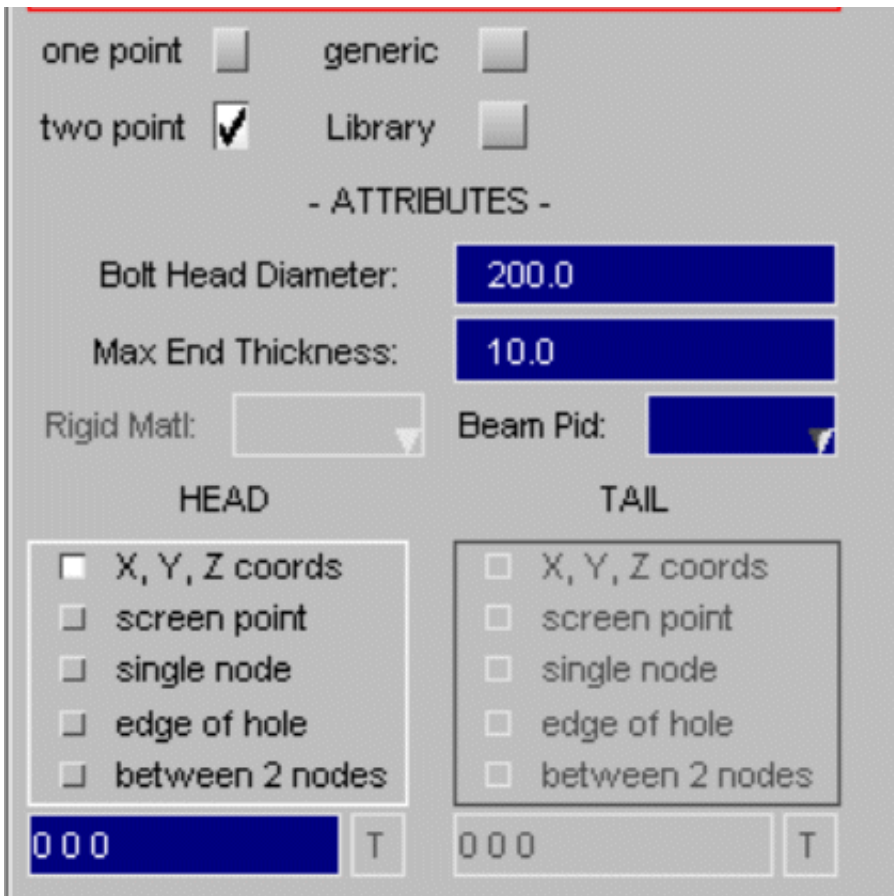 one point generic
two point Library
- ATTRIBUTES -
Bolt Head Diameter: 200.0
Max End Thickness: 10.0
Rigid Matl: Beam Pid:
HEAD TAIL
X, Y, Z coords X, Y, Z coords
screen point screen point
single node single node
edge of hole edge of hole
between 2 nodes between 2 nodes
0 0 0 T 0 0 0 T